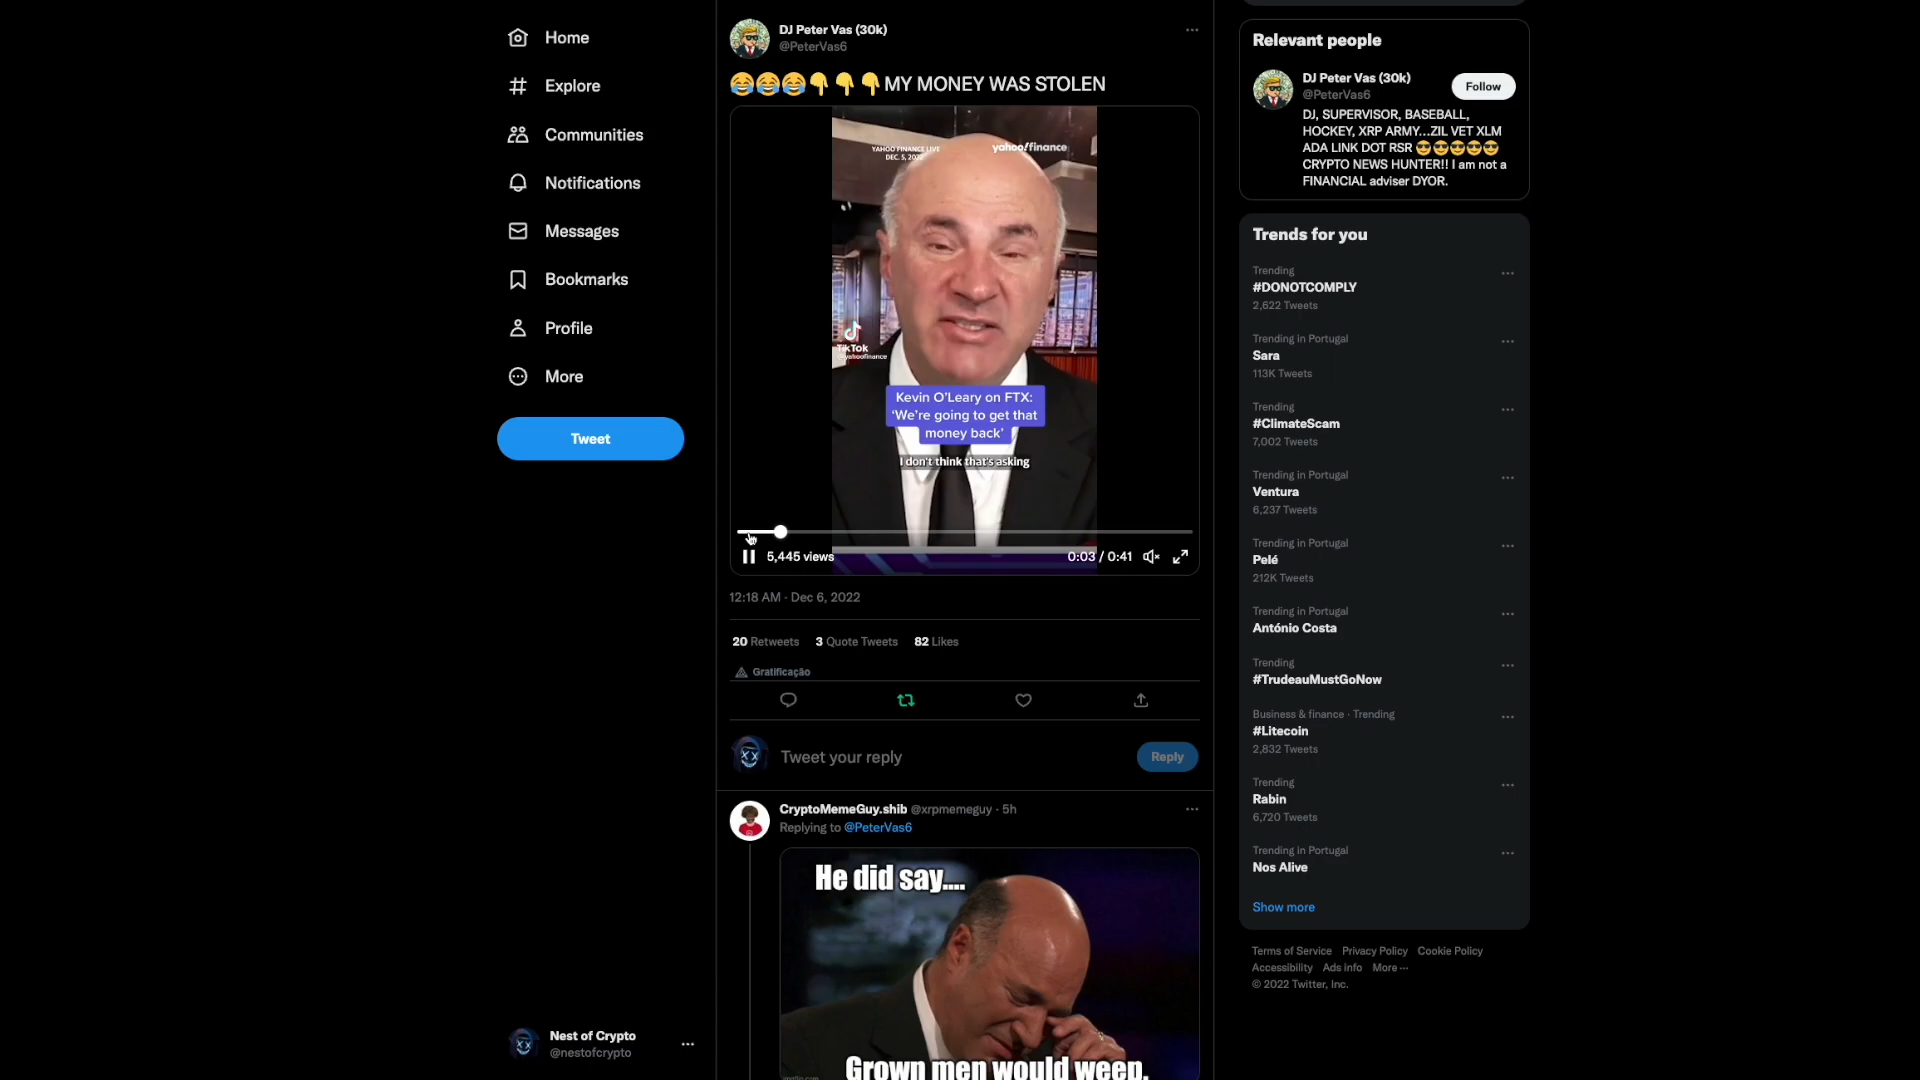 Home
Explore
Communities
Notifications
Messages
Bookmarks
Profile
More
Tweet
Nest of Crypto
@nestofcrypto
DJ Peter Vas (30k)
@PeterVas6
😂😂😂👇👇👇MY MONEY WAS STOLEN
YAHOO FINANCE LIVE
DEC. 5, 2022
yahoo!finance
TikTok
@yahoofinance
Kevin O'Leary on FTX:
'We're going to get that
money back'
I don't think that's asking
5,445 views
0:03 / 0:41
12:18 AM · Dec 6, 2022
20 Retweets 3 Quote Tweets 82 Likes
Gratificação
Tweet your reply
Reply
CryptoMemeGuy.shib @xrpmemeguy · 5h
Replying to @PeterVas6
He did say....
Grown men would weep.
Relevant people
DJ Peter Vas (30k)
@PeterVas6
Follow
DJ, SUPERVISOR, BASEBALL,
HOCKEY, XRP ARMY...ZIL VET XLM
ADA LINK DOT RSR 😎😎😎😎😎
CRYPTO NEWS HUNTER!! I am not a
FINANCIAL adviser DYOR.
Trends for you
Trending
#DONOTCOMPLY
2,622 Tweets
Trending in Portugal
Sara
113K Tweets
Trending
#ClimateScam
7,002 Tweets
Trending in Portugal
Ventura
6,237 Tweets
Trending in Portugal
Pelé
212K Tweets
Trending in Portugal
António Costa
Trending
#TrudeauMustGoNow
Business & finance · Trending
#Litecoin
2,832 Tweets
Trending
Rabin
6,720 Tweets
Trending in Portugal
Nos Alive
Show more
Terms of Service Privacy Policy Cookie Policy
Accessibility Ads info More ···
© 2022 Twitter, Inc.